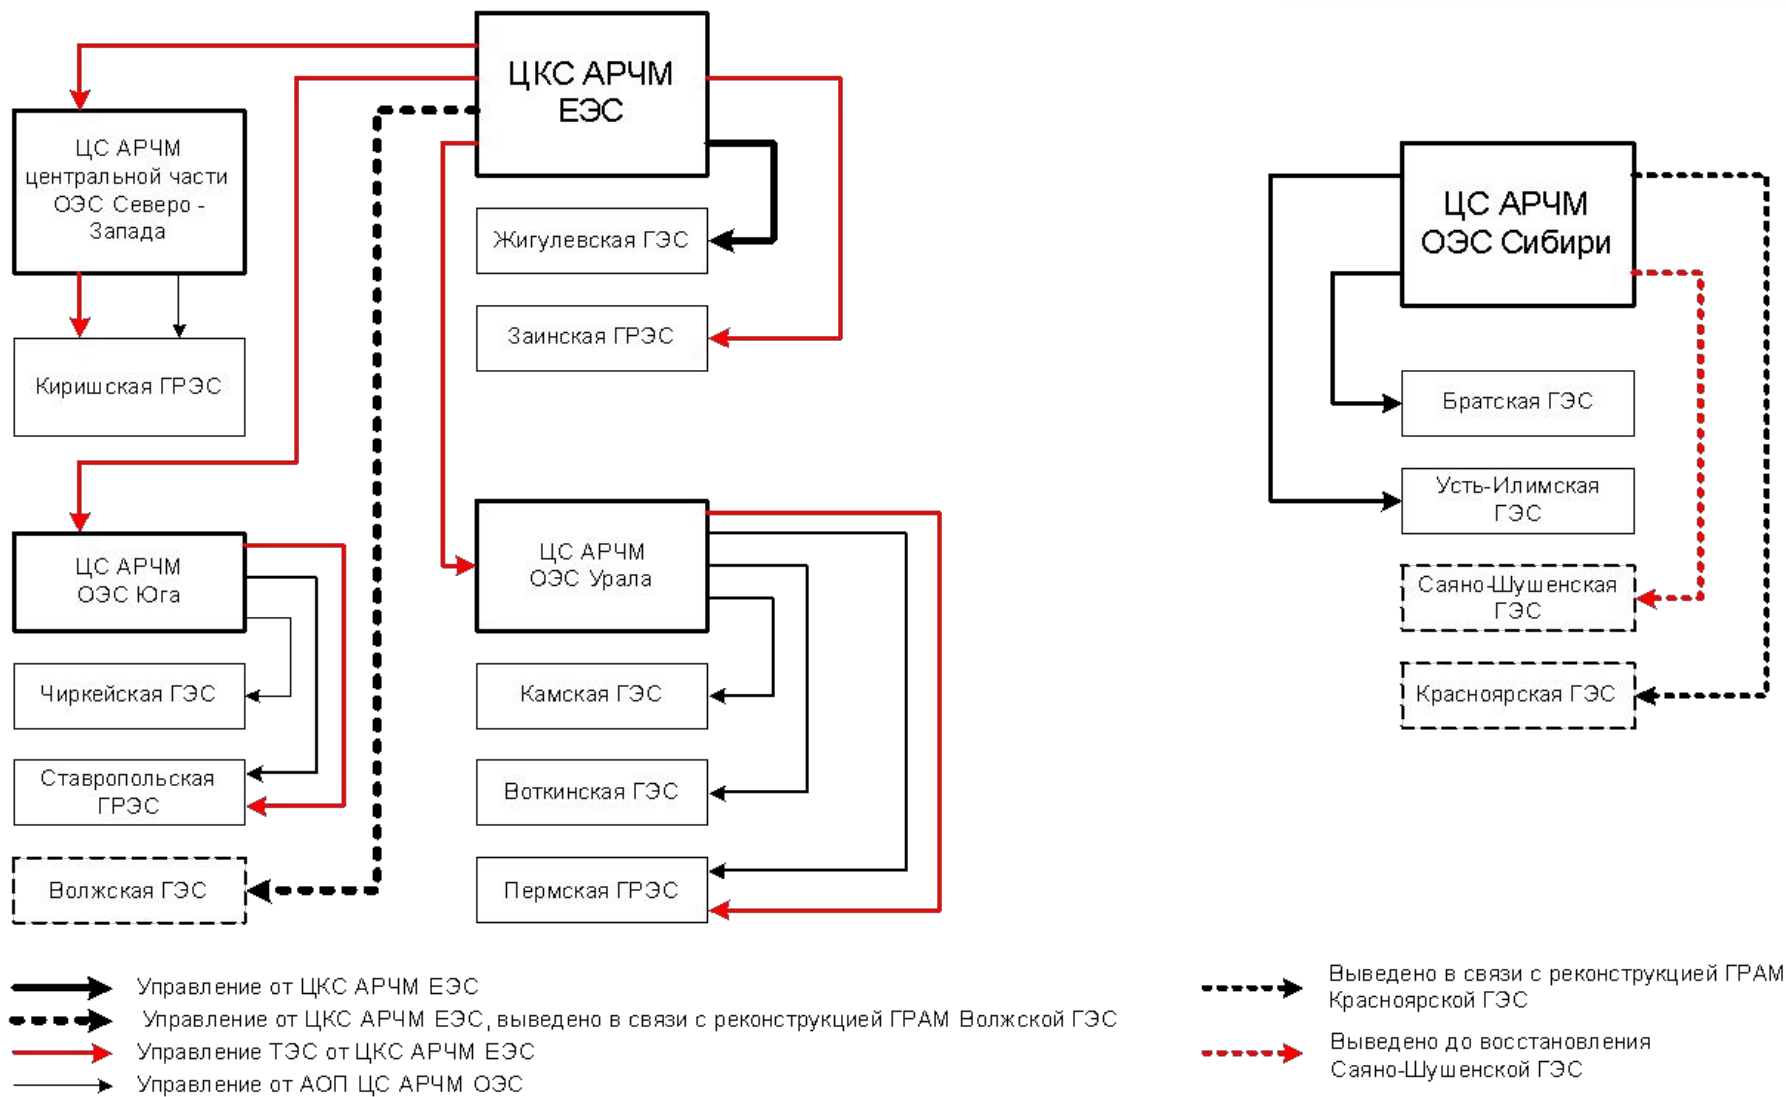 ЦКС АРЧМ
ЕЭС
ЦС АРЧМ
центральной части
ОЭС Северо -
Запада
Киришская ГРЭС
Жигулевская ГЭС
Заинская ГРЭС
ЦС АРЧМ
ОЭС Юга
Чиркейская ГЭС
Ставропольская
ГРЭС
Волжская ГЭС
ЦС АРЧМ
ОЭС Урала
Камская ГЭС
Воткинская ГЭС
Пермская ГРЭС
ЦС АРЧМ
ОЭС Сибири
Братская ГЭС
Усть-Илимская
ГЭС
Саяно-Шушенская
ГЭС
Красноярская ГЭС
Управление от ЦКС АРЧМ ЕЭС
Управление от ЦКС АРЧМ ЕЭС, выведено в связи с реконструкцией ГРАМ Волжской ГЭС
Управление ТЭС от ЦКС АРЧМ ЕЭС
Управление от АОП ЦС АРЧМ ОЭС
Выведено в связи с реконструкцией ГРАМ
Красноярской ГЭС
Выведено до восстановления
Саяно-Шушенской ГЭС